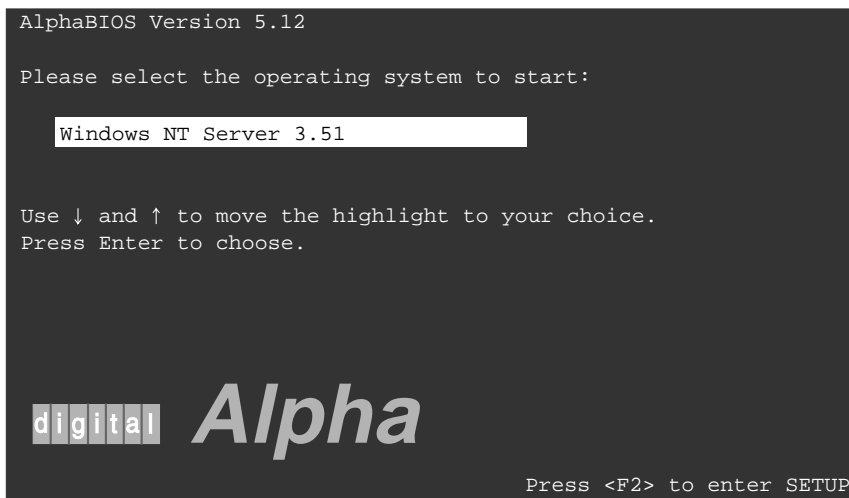 AlphaBIOS Version 5.12
Please select the operating system to start:
Windows NT Server 3.51
Use ↓ and ↑ to move the highlight to your choice.
Press Enter to choose.
digital Alpha
Press <F2> to enter SETUP